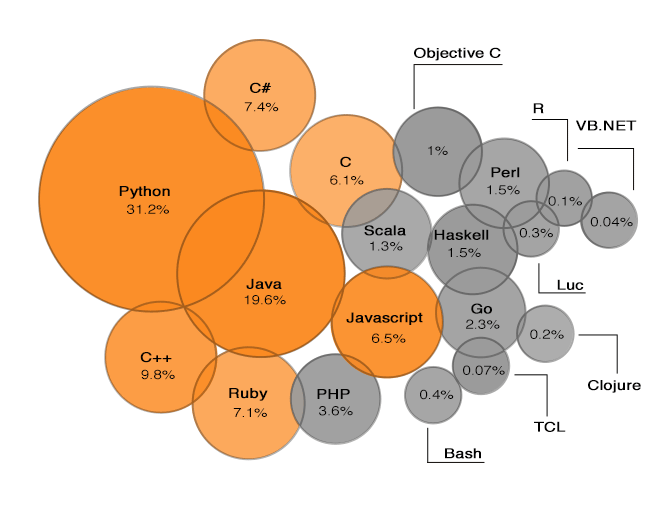 Objective C
C#
7.4%
R
VB.NET
C
6.1%
1%
Perl
1.5%
Python
31.2%
0.1%
0.04%
Scala
1.3%
Haskell
1.5%
0.3%
Java
19.6%
Luc
Javascript
6.5%
Go
2.3%
0.2%
C++
9.8%
0.07%
Clojure
Ruby
7.1%
PHP
3.6%
0.4%
TCL
Bash